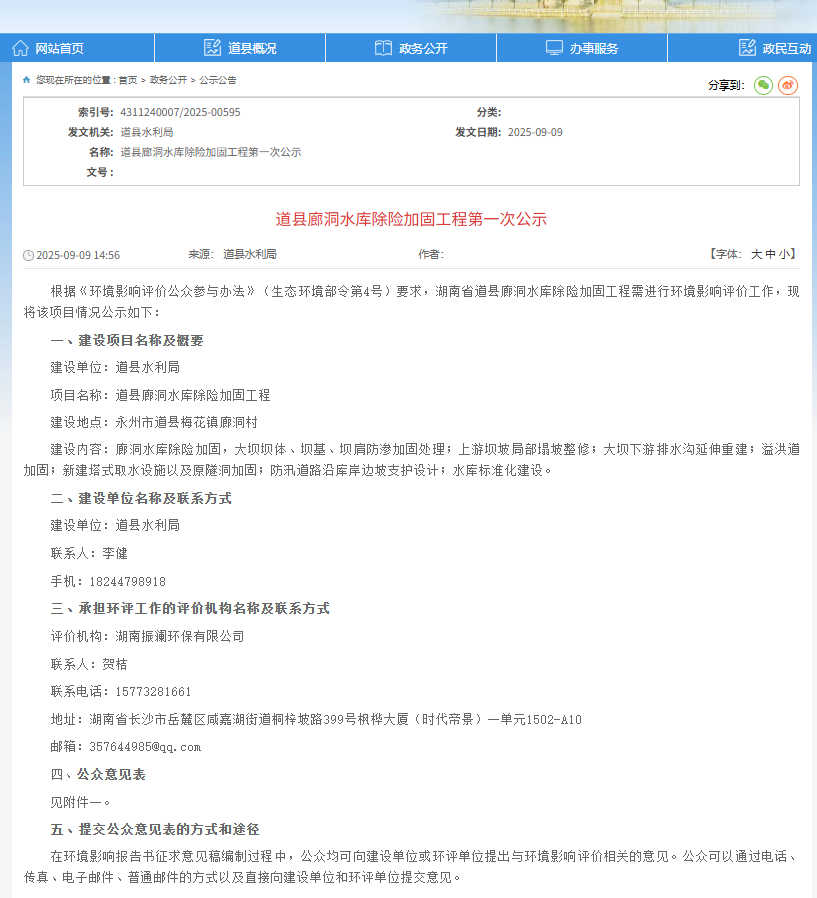 网站首页
道县概况
政务公开
办事服务
政民互动
您现在所在的位置：首页 > 政务公开 > 公示公告
分享到：
索引号： 4311240007/2025-00595
分类：
发文机关： 道县水利局
发文日期： 2025-09-09
名称： 道县廊洞水库除险加固工程第一次公示
文号：
道县廊洞水库除险加固工程第一次公示
2025-09-09 14:56
来源： 道县水利局
作者：
【字体： 大 中 小】
根据《环境影响评价公众参与办法》（生态环境部令第4号）要求，湖南省道县廊洞水库除险加固工程需进行环境影响评价工作，现
将该项目情况公示如下：
一、建设项目名称及概要
建设单位：道县水利局
项目名称：道县廊洞水库除险加固工程
建设地点：永州市道县梅花镇廊洞村
建设内容：廊洞水库除险加固，大坝坝体、坝基、坝肩防渗加固处理；上游坝坡局部塌坡整修；大坝下游排水沟延伸重建；溢洪道
加固；新建塔式取水设施以及原隧洞加固；防汛道路沿库岸边坡支护设计；水库标准化建设。
二、建设单位名称及联系方式
建设单位：道县水利局
联系人：李健
手机：18244798918
三、承担环评工作的评价机构名称及联系方式
评价机构：湖南振澜环保有限公司
联系人：贺桔
联系电话：15773281661
地址：湖南省长沙市岳麓区咸嘉湖街道桐梓坡路399号枫桦大厦（时代帝景）一单元1502-A10
邮箱：357644985@qq.com
四、公众意见表
见附件一。
五、提交公众意见表的方式和途径
在环境影响报告书征求意见稿编制过程中，公众均可向建设单位或环评单位提出与环境影响评价相关的意见。公众可以通过电话、
传真、电子邮件、普通邮件的方式以及直接向建设单位和环评单位提交意见。